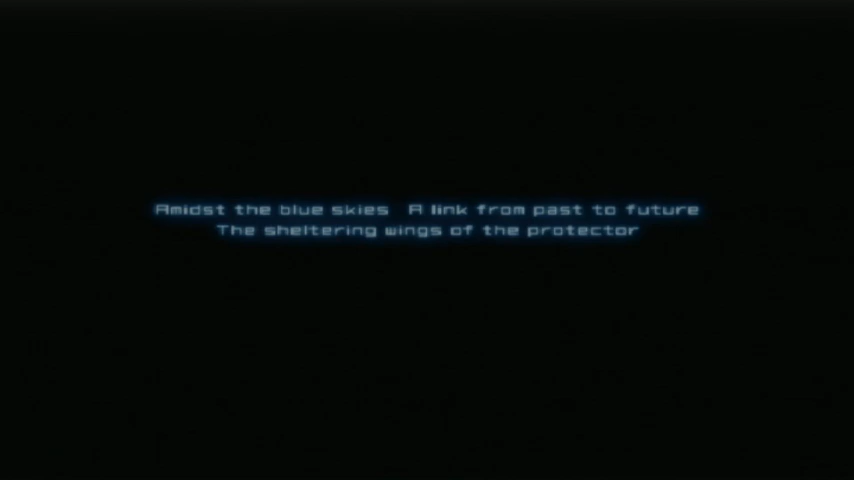 Amidst the blue skies A link from past to future
The sheltering wings of the protector